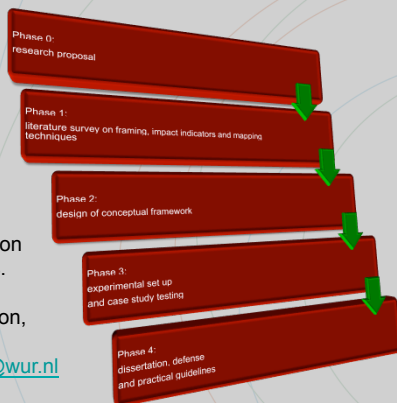 Phase 0:
research proposal
Phase 1:
literature survey on framing, impact indicators and mapping
techniques
Phase 2:
design of conceptual framework
on
.
Phase 3:
experimental set up
and case study testing
on,
@wur.nl
Phase 4:
dissertation, defense
and practical guidelines